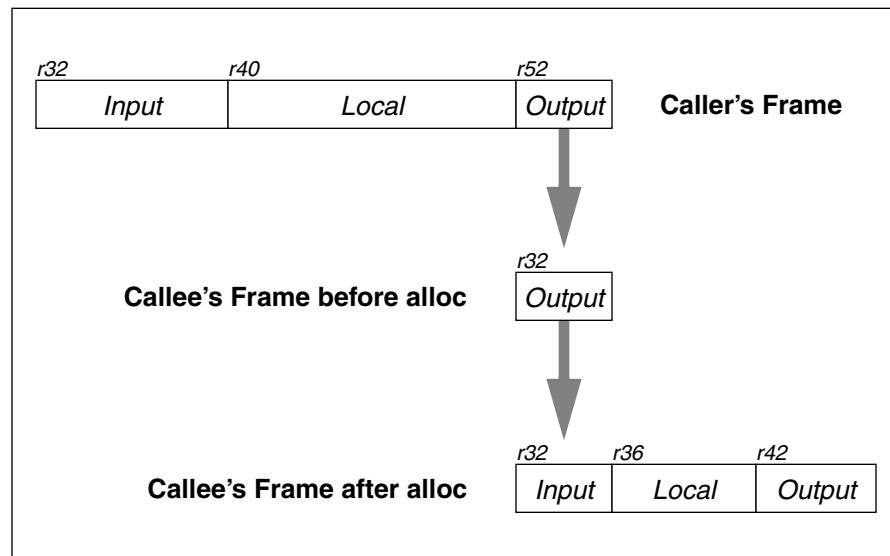 r32 r40 r52
Input Local Output Caller's Frame
r32
Callee's Frame before alloc Output
r32 r36 r42
Callee's Frame after alloc Input Local Output